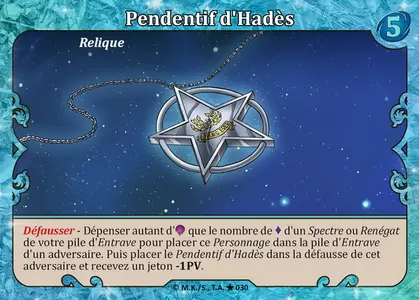 Pendentif d'Hadès
5
Relique
Défausser - Dépenser autant d' que le nombre de d'un Spectre ou Renégat
de votre pile d'Entrave pour placer ce Personnage dans la pile d'Entrave
d'un adversaire. Puis placer le Pendentif d'Hadès dans la défausse de cet
adversaire et recevez un jeton -1PV.
© M.K./S., T.A. ★ 030